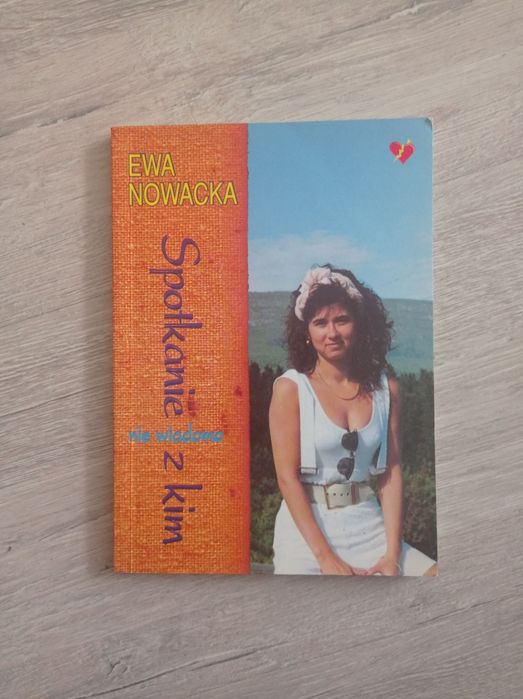 EWA
NOWACKA
Spotkanie
nie wiadomo
z kim